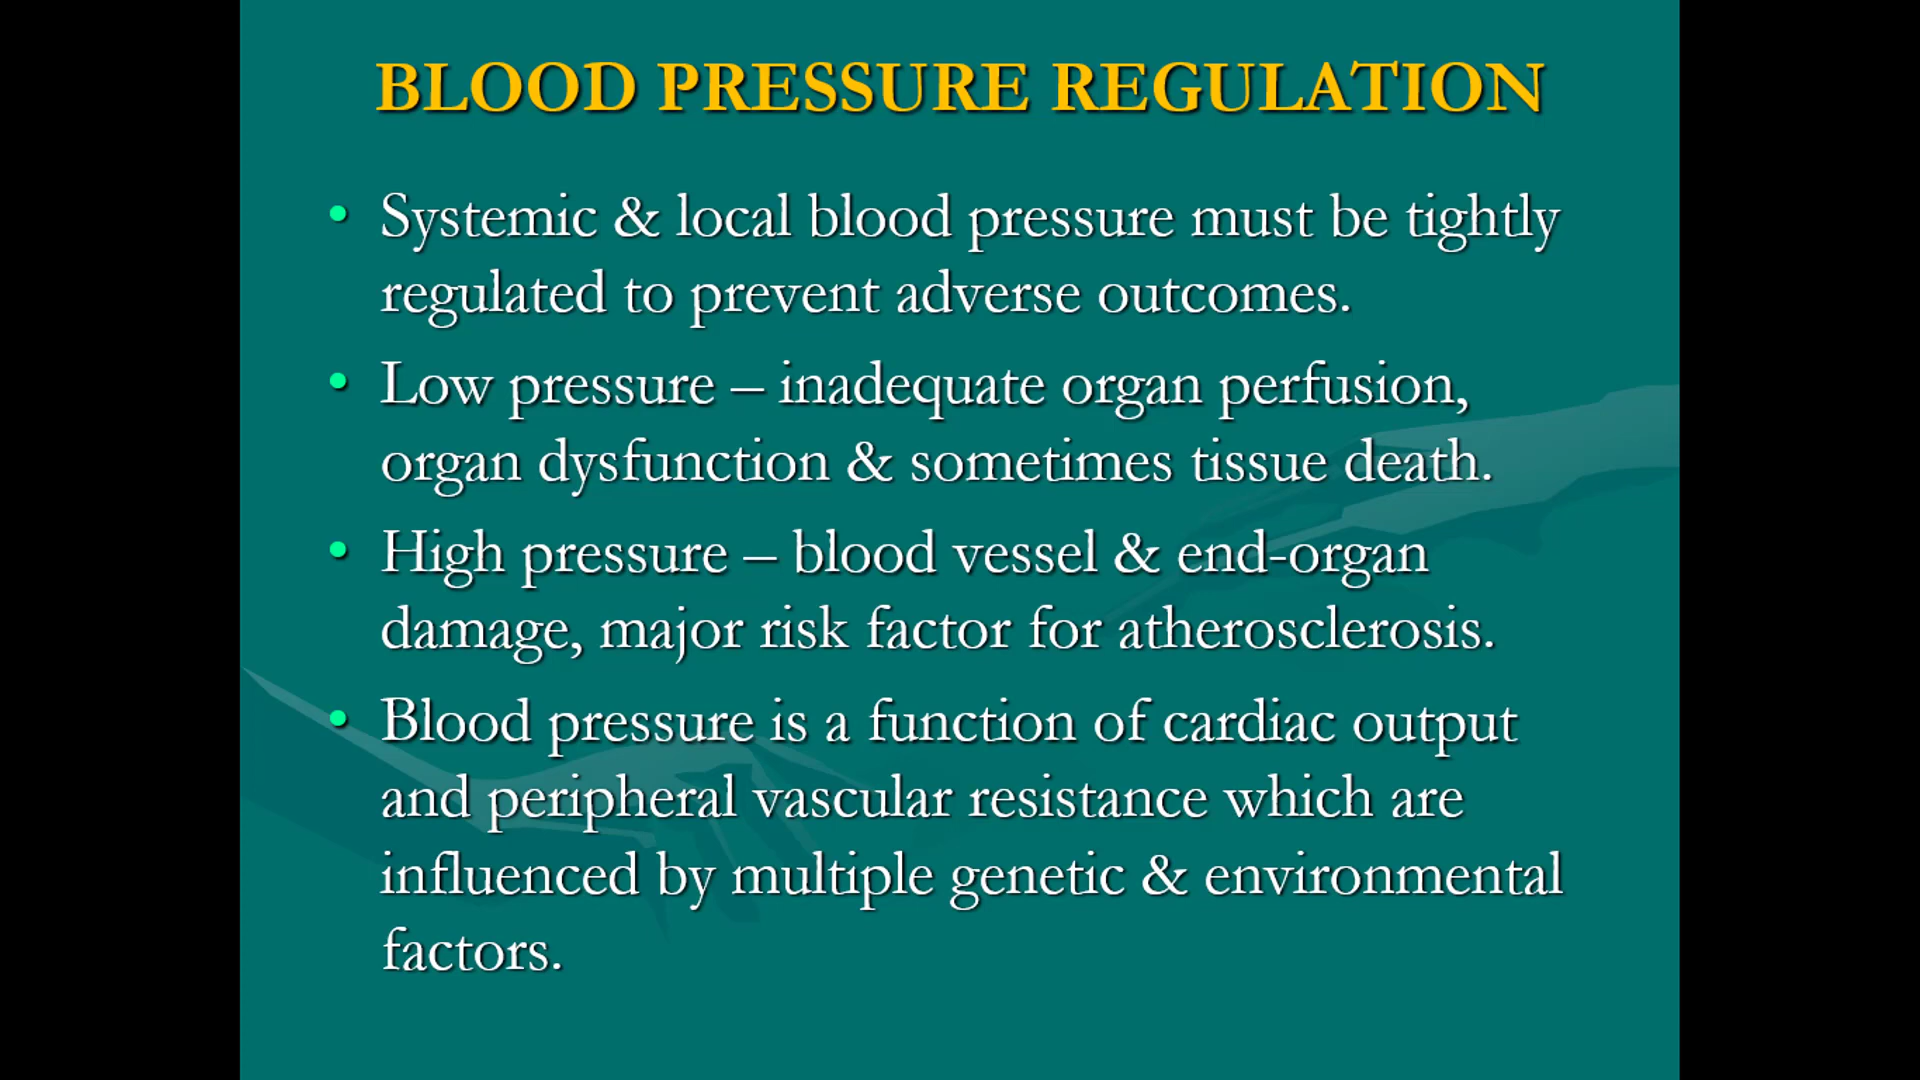 BLOOD PRESSURE REGULATION
• Systemic & local blood pressure must be tightly
regulated to prevent adverse outcomes.
• Low pressure – inadequate organ perfusion,
organ dysfunction & sometimes tissue death.
• High pressure – blood vessel & end-organ
damage, major risk factor for atherosclerosis.
• Blood pressure is a function of cardiac output
and peripheral vascular resistance which are
influenced by multiple genetic & environmental
factors.